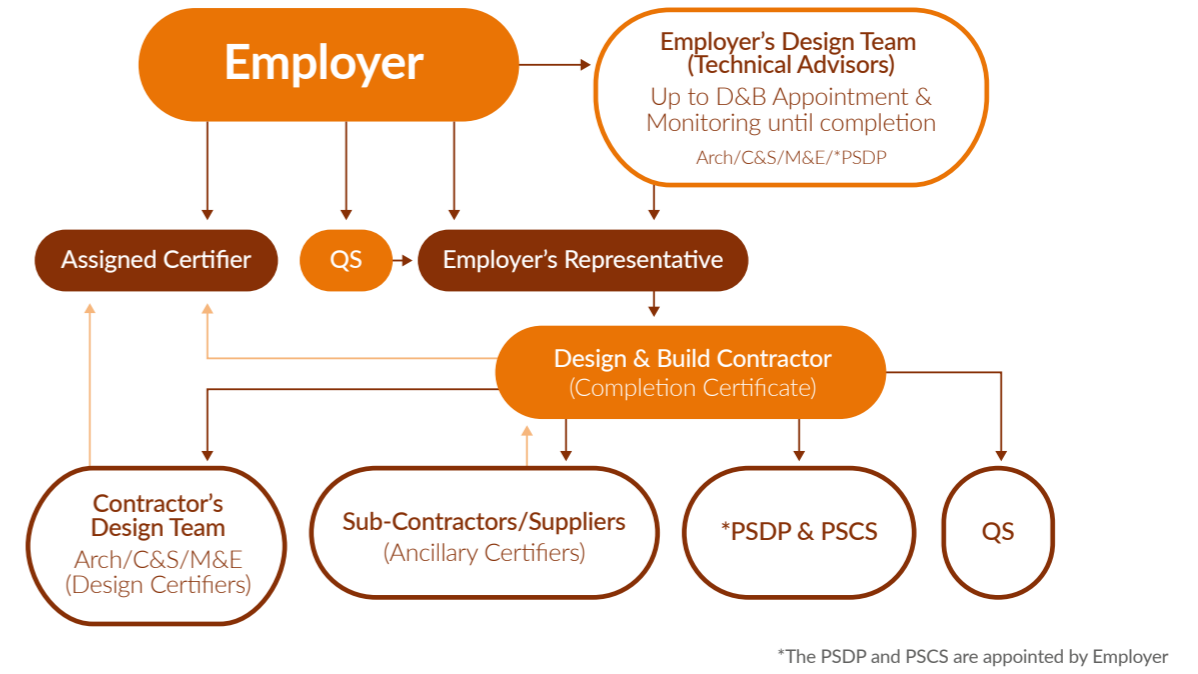 Employer
Employer’s Design Team
(Technical Advisors)
Up to D&B Appointment &
Monitoring until completion
Arch/C&S/M&E/*PSDP
Assigned Certifier
QS
Employer’s Representative
Design & Build Contractor
(Completion Certificate)
Contractor’s
Design Team
Arch/C&S/M&E
(Design Certifiers)
Sub-Contractors/Suppliers
(Ancillary Certifiers)
*PSDP & PSCS
QS
*The PSDP and PSCS are appointed by Employer